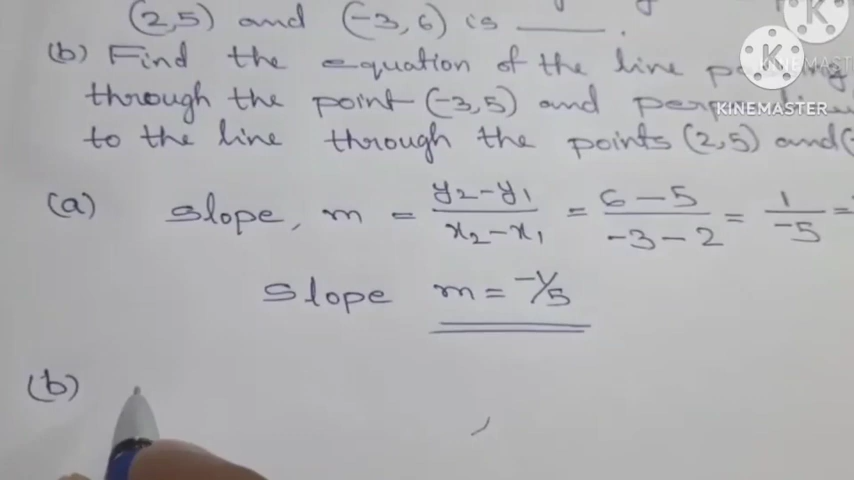 (2,5) and (-3,6) is ______.
(b) Find the equation of the line
through the point (-3,5) and
to the line through the points (2,5) and
(a) Slope, m = y₂-y₁/x₂-x₁ = 6-5/-3-2 = 1/-5 =
Slope m = -1/5
(b)
KINEMASTER